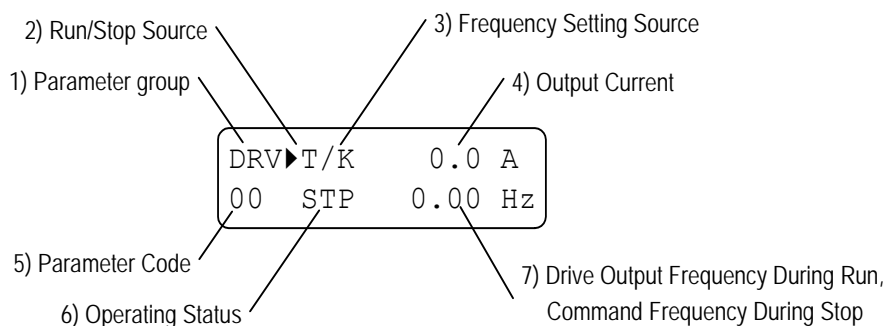 2) Run/Stop Source
3) Frequency Setting Source
1) Parameter group
4) Output Current
DRV▶T/K 0.0 A
00 STP 0.00 Hz
5) Parameter Code
6) Operating Status
7) Drive Output Frequency During Run,
Command Frequency During Stop